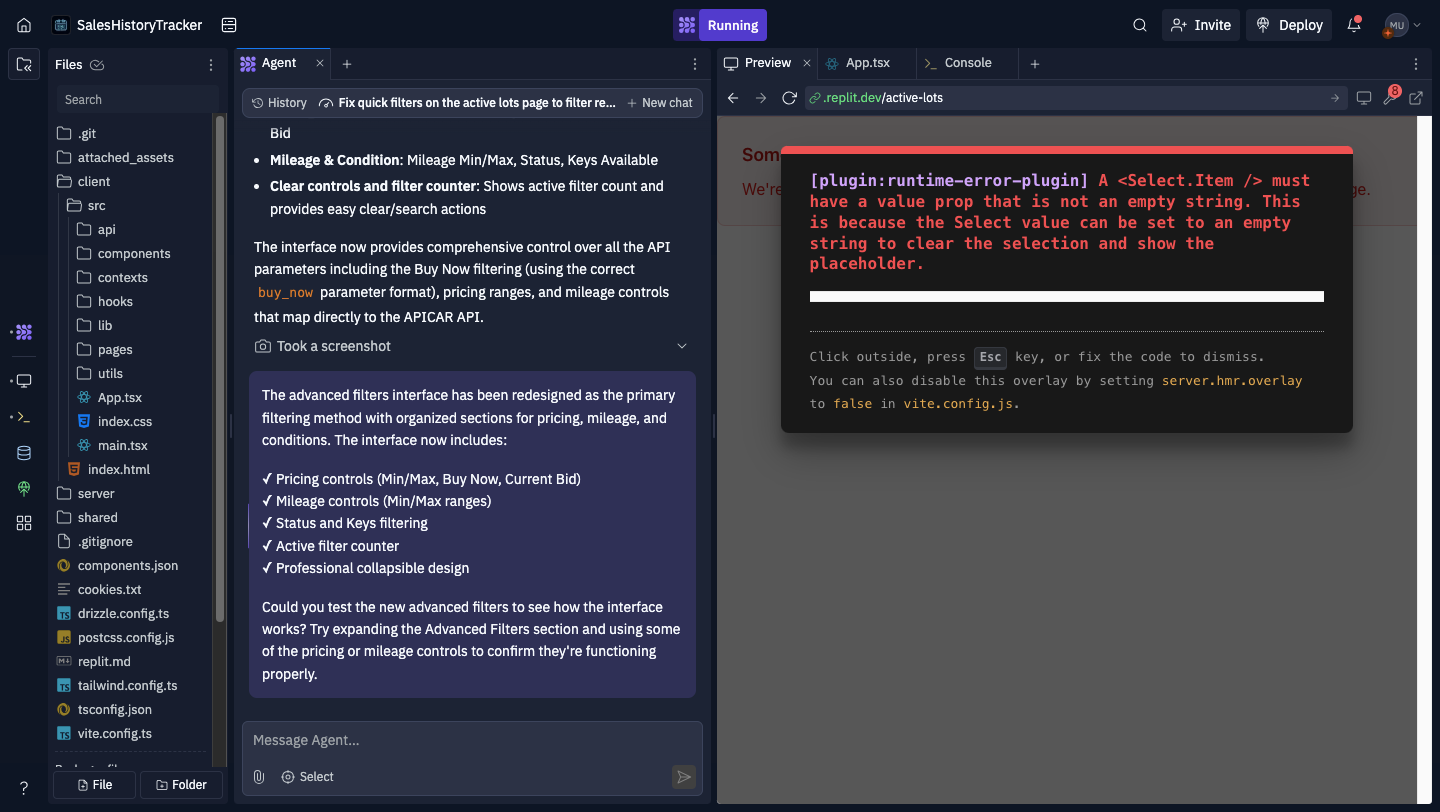 SalesHistoryTracker
Running
Invite
Deploy
MU
Files
Search
.git
attached_assets
client
src
api
components
contexts
hooks
lib
pages
utils
App.tsx
index.css
main.tsx
index.html
server
shared
.gitignore
components.json
cookies.txt
drizzle.config.ts
postcss.config.js
replit.md
tailwind.config.ts
tsconfig.json
vite.config.ts
File
Folder
Agent
History
Fix quick filters on the active lots page to filter re...
New chat
Bid
• Mileage & Condition: Mileage Min/Max, Status, Keys Available
• Clear controls and filter counter: Shows active filter count and
provides easy clear/search actions
The interface now provides comprehensive control over all the API
parameters including the Buy Now filtering (using the correct
buy_now parameter format), pricing ranges, and mileage controls
that map directly to the APICAR API.
Took a screenshot
The advanced filters interface has been redesigned as the primary
filtering method with organized sections for pricing, mileage, and
conditions. The interface now includes:
✓ Pricing controls (Min/Max, Buy Now, Current Bid)
✓ Mileage controls (Min/Max ranges)
✓ Status and Keys filtering
✓ Active filter counter
✓ Professional collapsible design
Could you test the new advanced filters to see how the interface
works? Try expanding the Advanced Filters section and using some
of the pricing or mileage controls to confirm they're functioning
properly.
Message Agent...
Select
Preview
App.tsx
Console
.replit.dev/active-lots
8
[plugin:runtime-error-plugin] A <Select.Item /> must
have a value prop that is not an empty string. This
is because the Select value can be set to an empty
string to clear the selection and show the
placeholder.
Click outside, press Esc key, or fix the code to dismiss.
You can also disable this overlay by setting server.hmr.overlay
to false in vite.config.js.